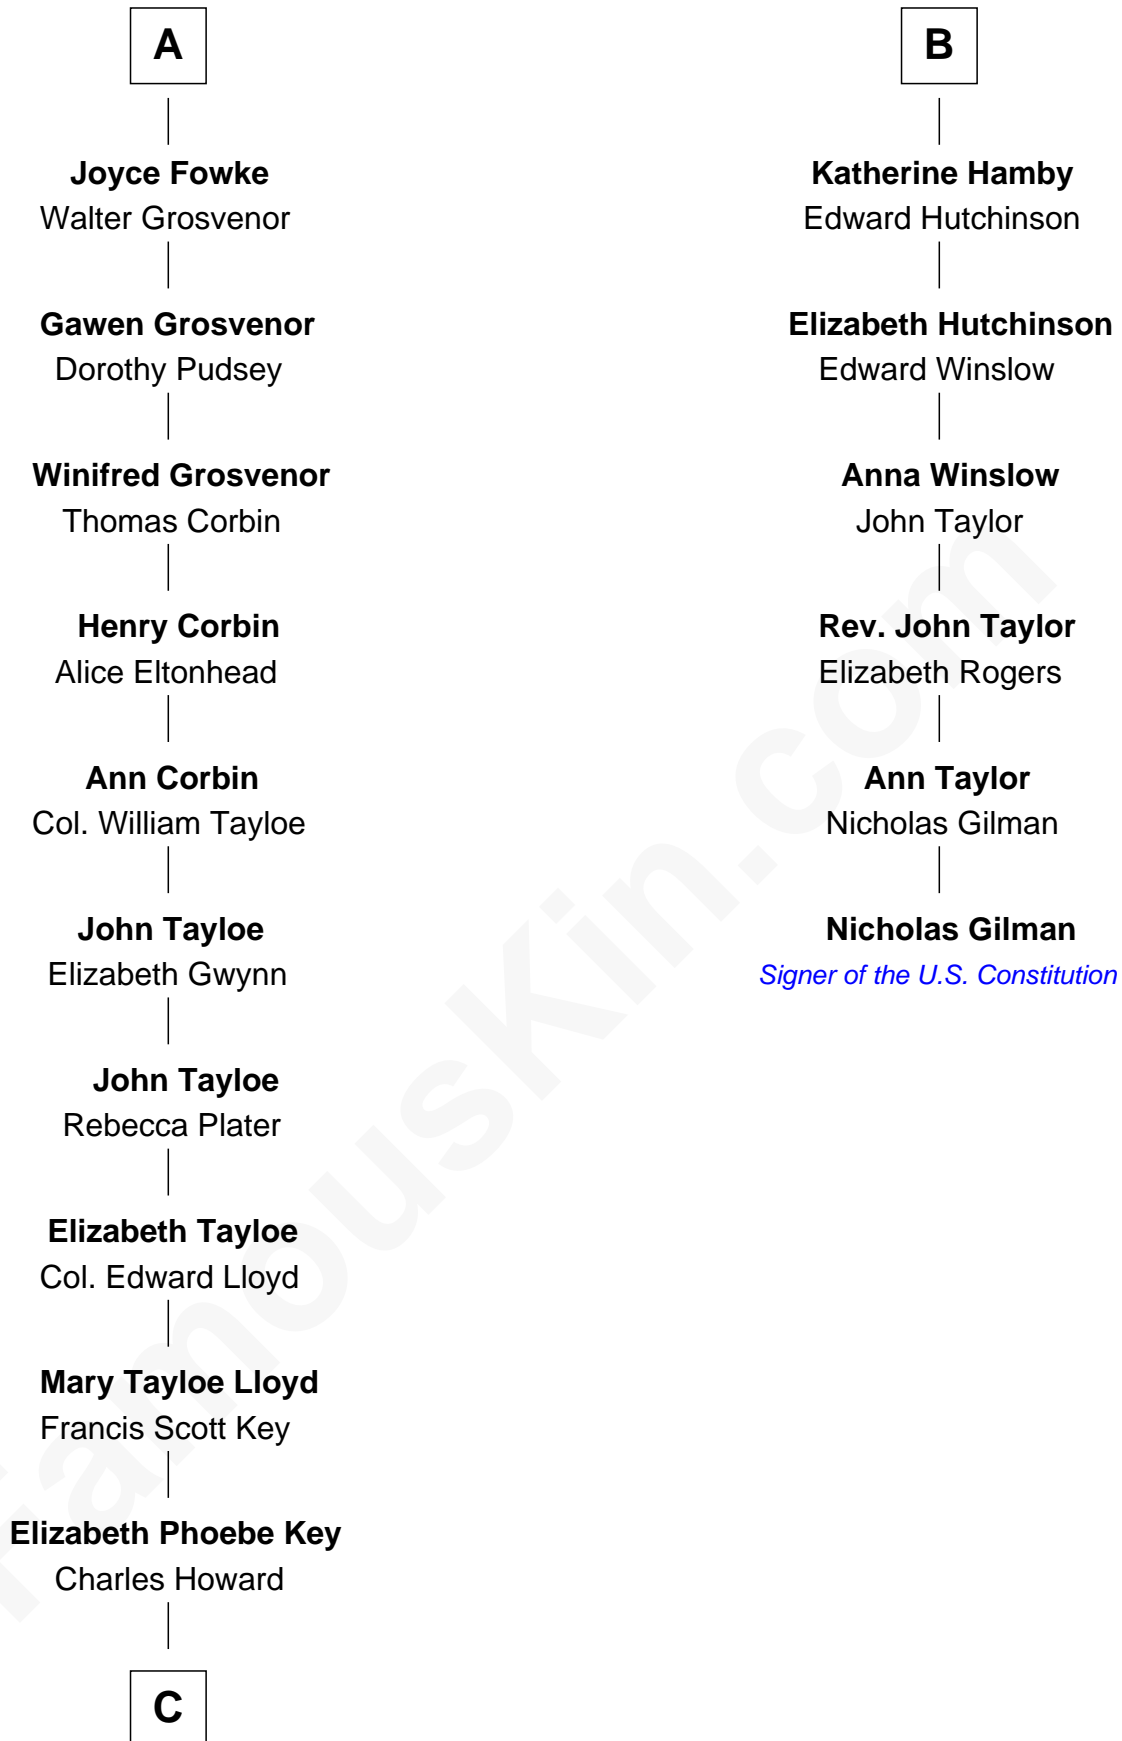 A
Joyce Fowke
Walter Grosvenor
Gawen Grosvenor
Dorothy Pudsey
Winifred Grosvenor
Thomas Corbin
Henry Corbin
Alice Eltonhead
Ann Corbin
Col. William Tayloe
John Tayloe
Elizabeth Gwynn
John Tayloe
Rebecca Plater
Elizabeth Tayloe
Col. Edward Lloyd
Mary Tayloe Lloyd
Francis Scott Key
Elizabeth Phoebe Key
Charles Howard
C
B
Katherine Hamby
Edward Hutchinson
Elizabeth Hutchinson
Edward Winslow
Anna Winslow
John Taylor
Rev. John Taylor
Elizabeth Rogers
Ann Taylor
Nicholas Gilman
Nicholas Gilman
Signer of the U.S. Constitution
FamousKin.com